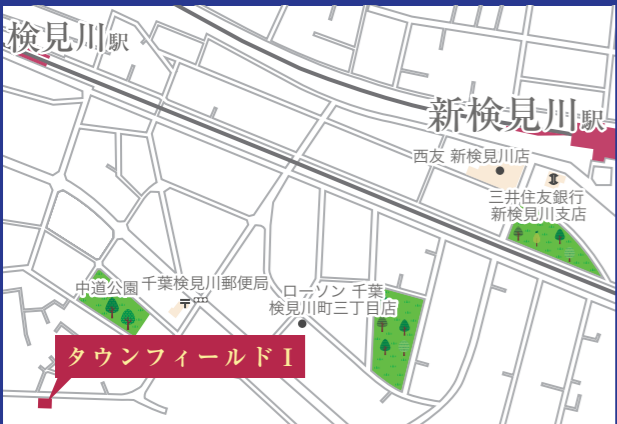 検見川駅
新検見川駅
西友 新検見川店
三井住友銀行
新検見川支店
中道公園
千葉検見川郵便局
ローソン 千葉
検見川町三丁目店
タウンフィールドⅠ